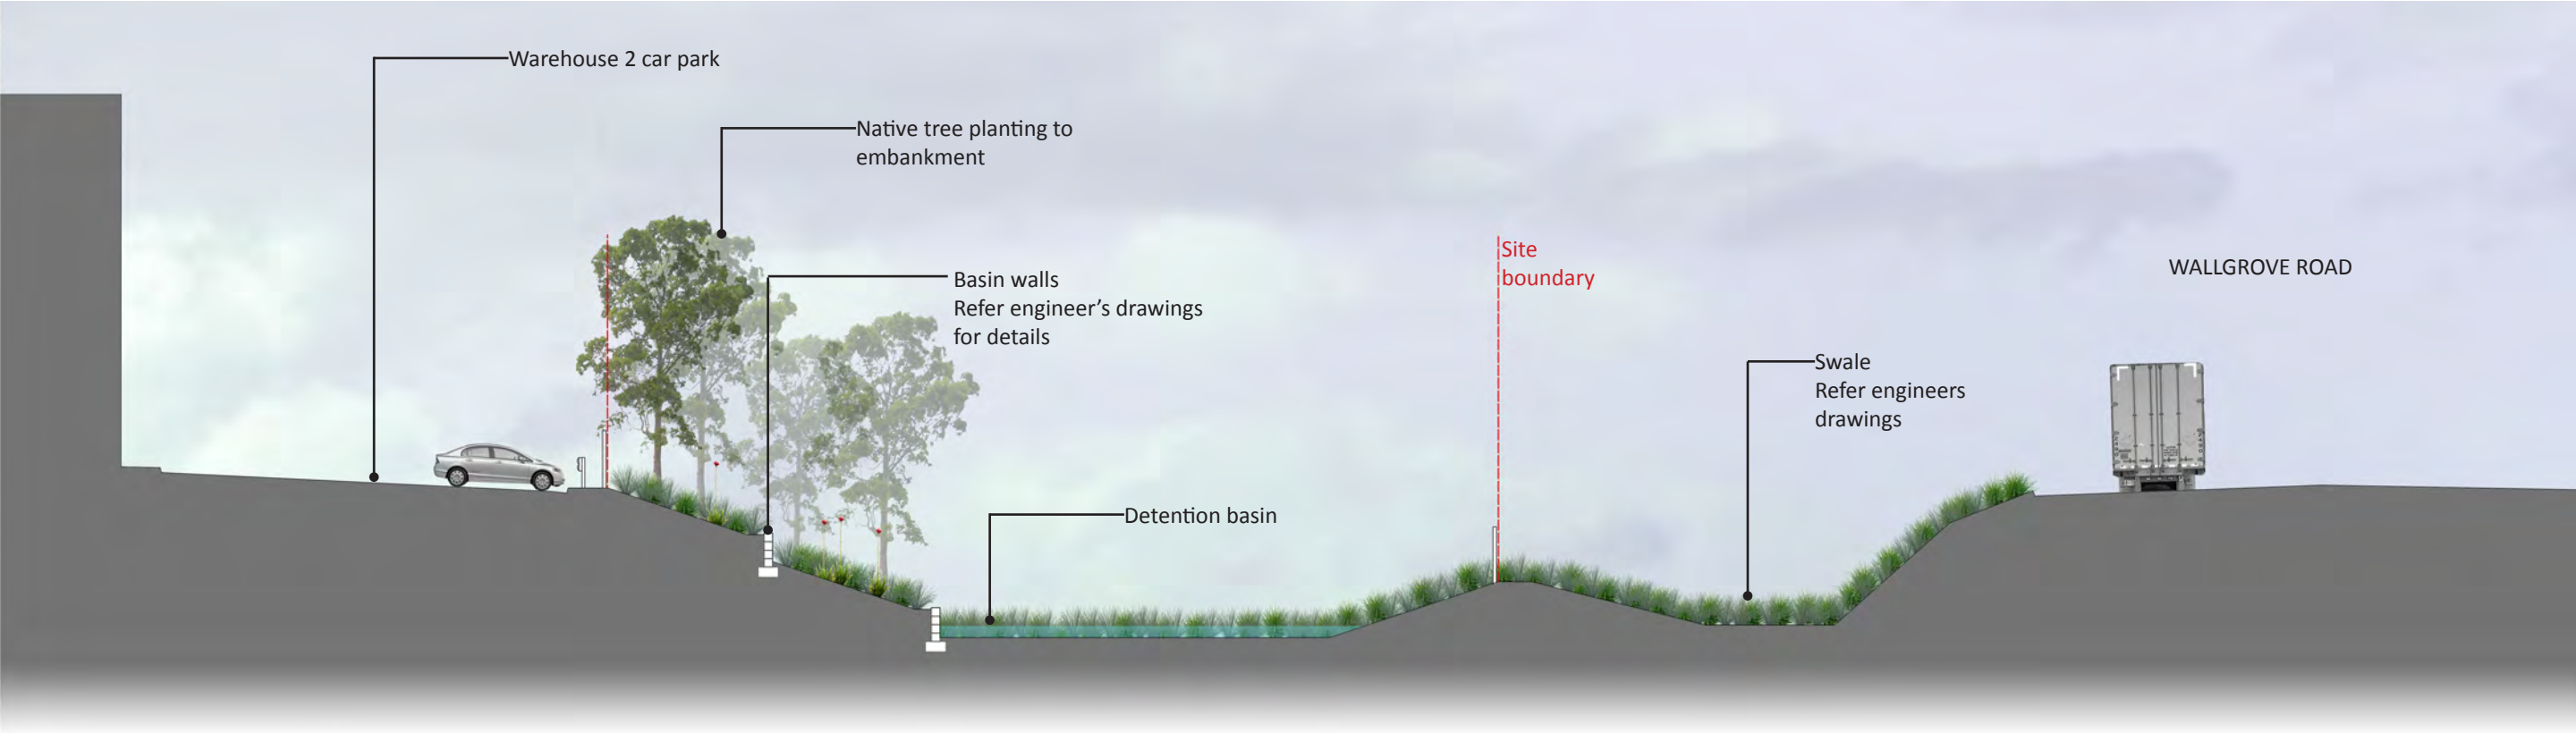 Warehouse 2 car park
Native tree planting to
embankment
Basin walls
Refer engineer’s drawings
for details
Detention basin
Site
boundary
Swale
Refer engineers
drawings
WALLGROVE ROAD